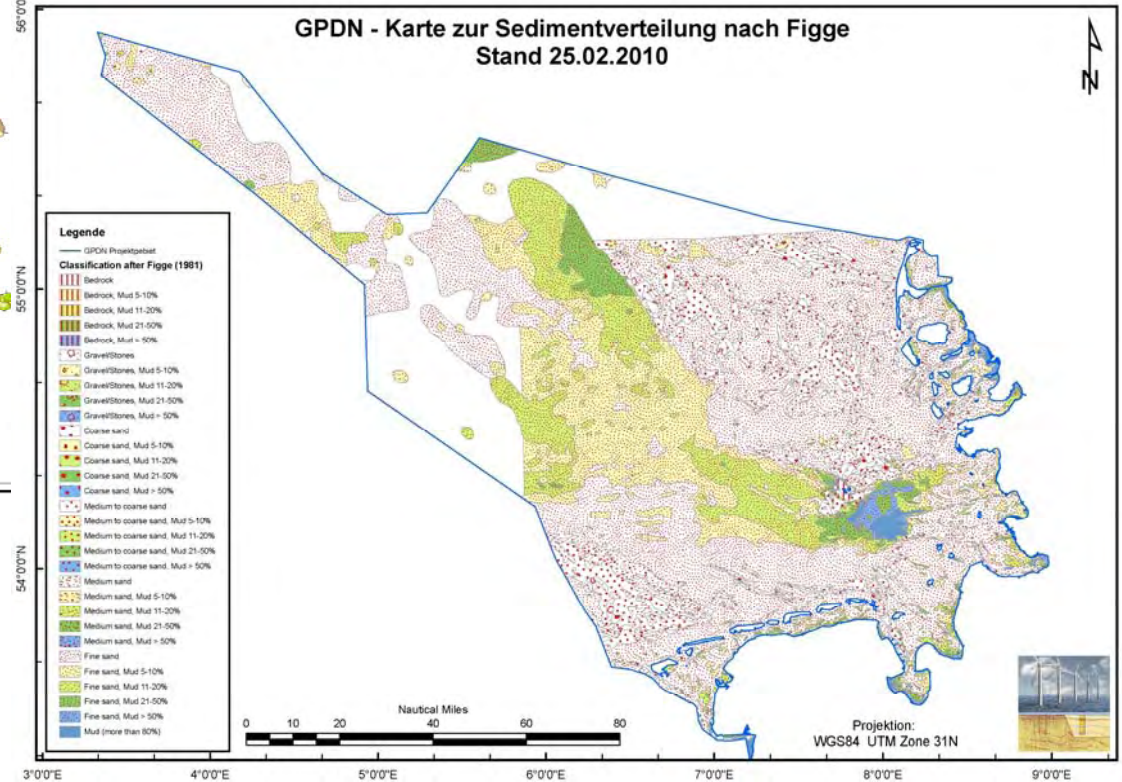 GPDN - Karte zur Sedimentverteilung nach Figge
Stand 25.02.2010
N
56°0'0"N
55°0'0"N
54°0'0"N
Legende
GPDN Projektgebiet
Classification after Figge (1981)
Bedrock
Bedrock, Mud 5-10%
Bedrock, Mud 11-20%
Bedrock, Mud 21-50%
Bedrock, Mud > 50%
Gravel/Stones
Gravel/Stones, Mud 5-10%
Gravel/Stones, Mud 11-20%
Gravel/Stones, Mud 21-50%
Gravel/Stones, Mud > 50%
Coarse sand
Coarse sand, Mud 5-10%
Coarse sand, Mud 11-20%
Coarse sand, Mud 21-50%
Coarse sand, Mud > 50%
Medium to coarse sand
Medium to coarse sand, Mud 5-10%
Medium to coarse sand, Mud 11-20%
Medium to coarse sand, Mud 21-50%
Medium to coarse sand, Mud > 50%
Medium sand
Medium sand, Mud 5-10%
Medium sand, Mud 11-20%
Medium sand, Mud 21-50%
Medium sand, Mud > 50%
Fine sand
Fine sand, Mud 5-10%
Fine sand, Mud 11-20%
Fine sand, Mud 21-50%
Fine sand, Mud > 50%
Mud (more than 80%)
Nautical Miles
0 10 20 40 60 80
Projektion:
WGS84 UTM Zone 31N
3°0'0"E 4°0'0"E 5°0'0"E 6°0'0"E 7°0'0"E 8°0'0"E 9°0'0"E